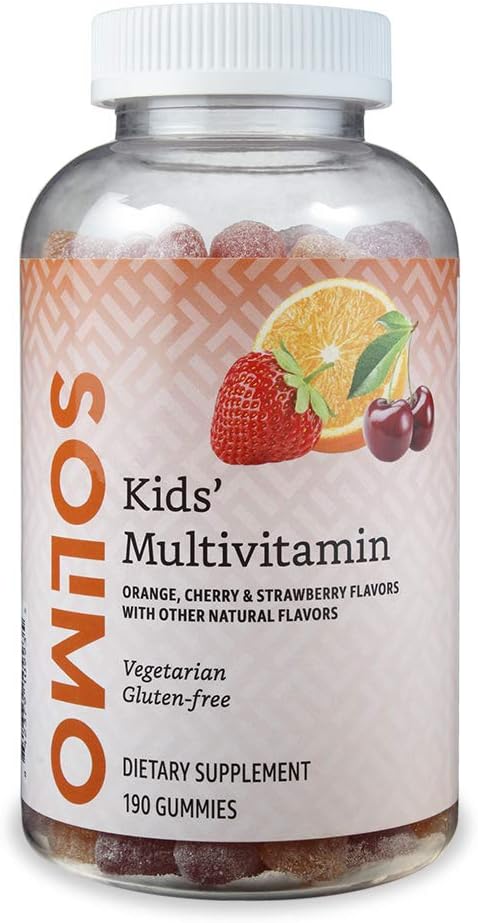 SOLIMO
Kids’
Multivitamin
ORANGE, CHERRY & STRAWBERRY FLAVORS
WITH OTHER NATURAL FLAVORS
Vegetarian
Gluten-free
DIETARY SUPPLEMENT
190 GUMMIES